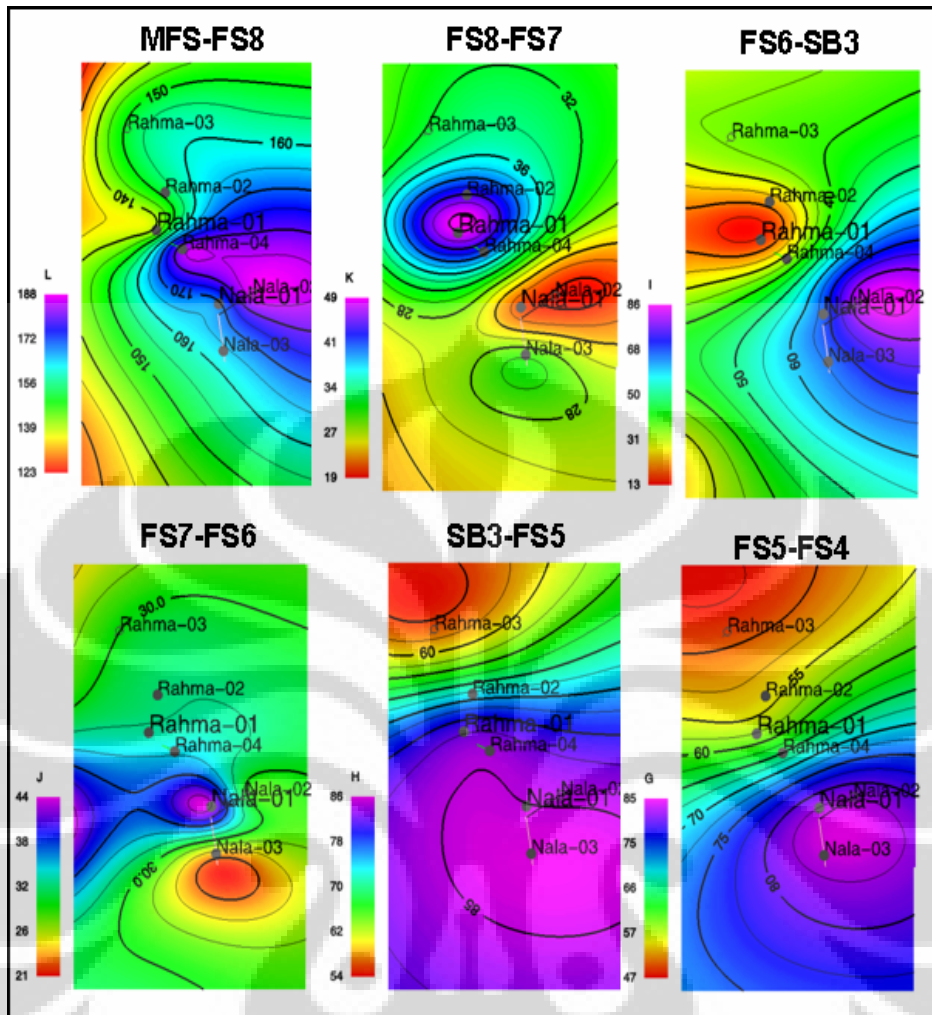 MFS-FS8
150
Rahma-03
160
Rahma-02
140
Rahma-01
Rahma-04
L
188
172
156
139
123
170
Nala-02
Nala-01
160
Nala-03
150
FS8-FS7
32
Rahma-03
36
Rahma-02
Rahma-01
Rahma-04
K
49
41
34
27
19
28
Nala-02
Nala-01
Nala-03
28
FS6-SB3
Rahma-03
40
Rahma-02
Rahma-01
Rahma-04
I
86
68
50
31
13
Nala-02
Nala-01
60
Nala-03
50
FS7-FS6
30.0
Rahma-03
Rahma-02
Rahma-01
Rahma-04
J
44
38
32
26
21
Nala-02
Nala-01
Nala-03
30.0
SB3-FS5
Rahma-03
60
Rahma-02
Rahma-01
Rahma-04
H
86
78
70
62
54
Nala-02
Nala-01
Nala-03
85
FS5-FS4
Rahma-03
55
Rahma-02
Rahma-01
60
Rahma-04
G
85
75
66
57
47
70
Nala-02
Nala-01
75
Nala-03
80